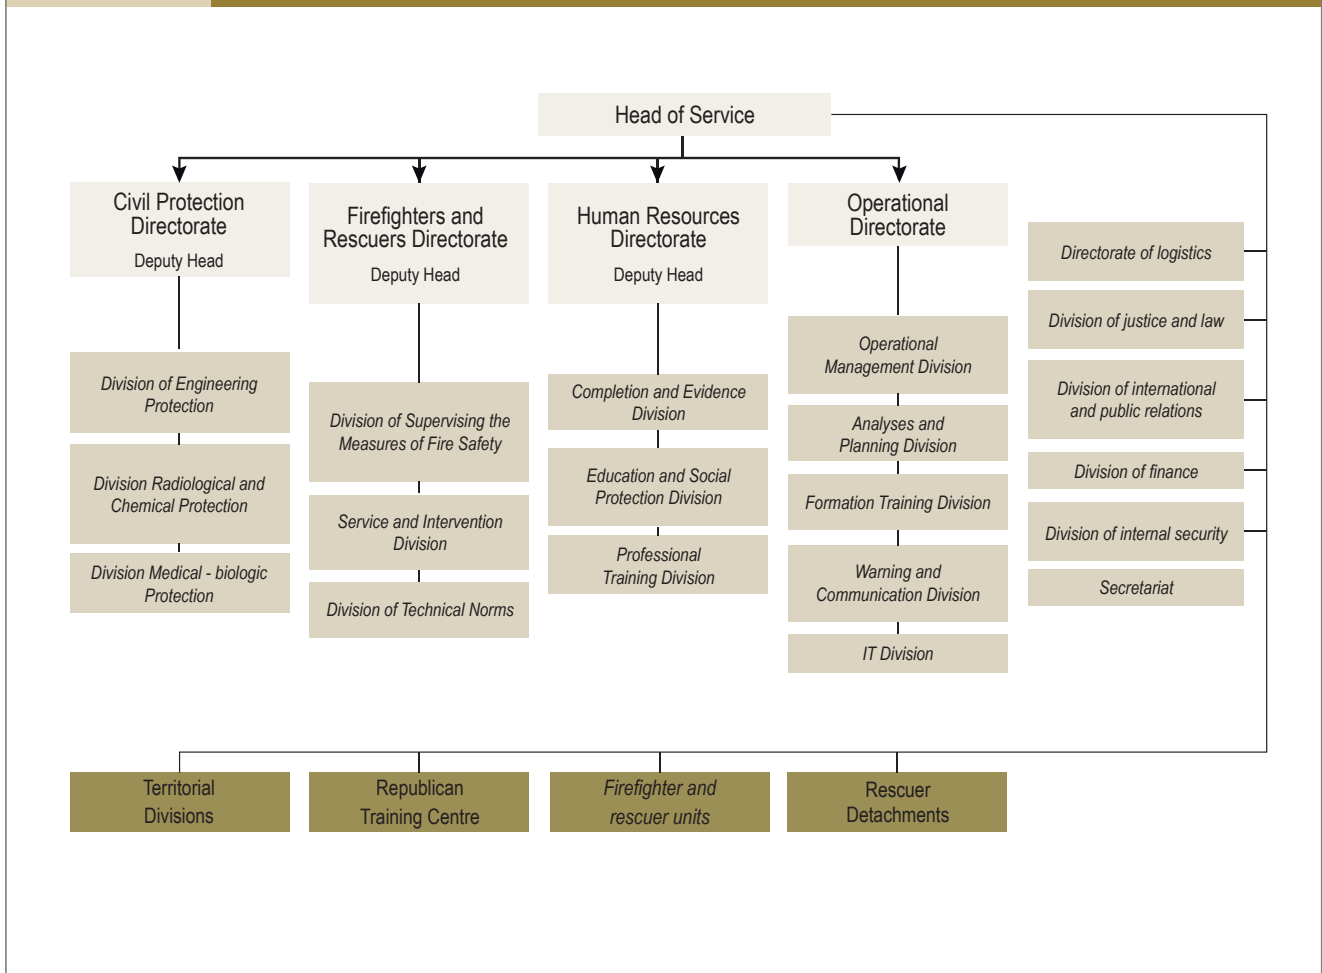 Head of Service
Civil Protection
Directorate
Deputy Head
Firefighters and
Rescuers Directorate
Deputy Head
Human Resources
Directorate
Deputy Head
Operational
Directorate
Division of Engineering
Protection
Division Radiological and
Chemical Protection
Division Medical - biologic
Protection
Division of Supervising the
Measures of Fire Safety
Service and Intervention
Division
Division of Technical Norms
Completion and Evidence
Division
Education and Social
Protection Division
Professional
Training Division
Operational
Management Division
Analyses and
Planning Division
Formation Training Division
Warning and
Communication Division
IT Division
Directorate of logistics
Division of justice and law
Division of international
and public relations
Division of finance
Division of internal security
Secretariat
Territorial
Divisions
Republican
Training Centre
Firefighter and
rescuer units
Rescuer
Detachments